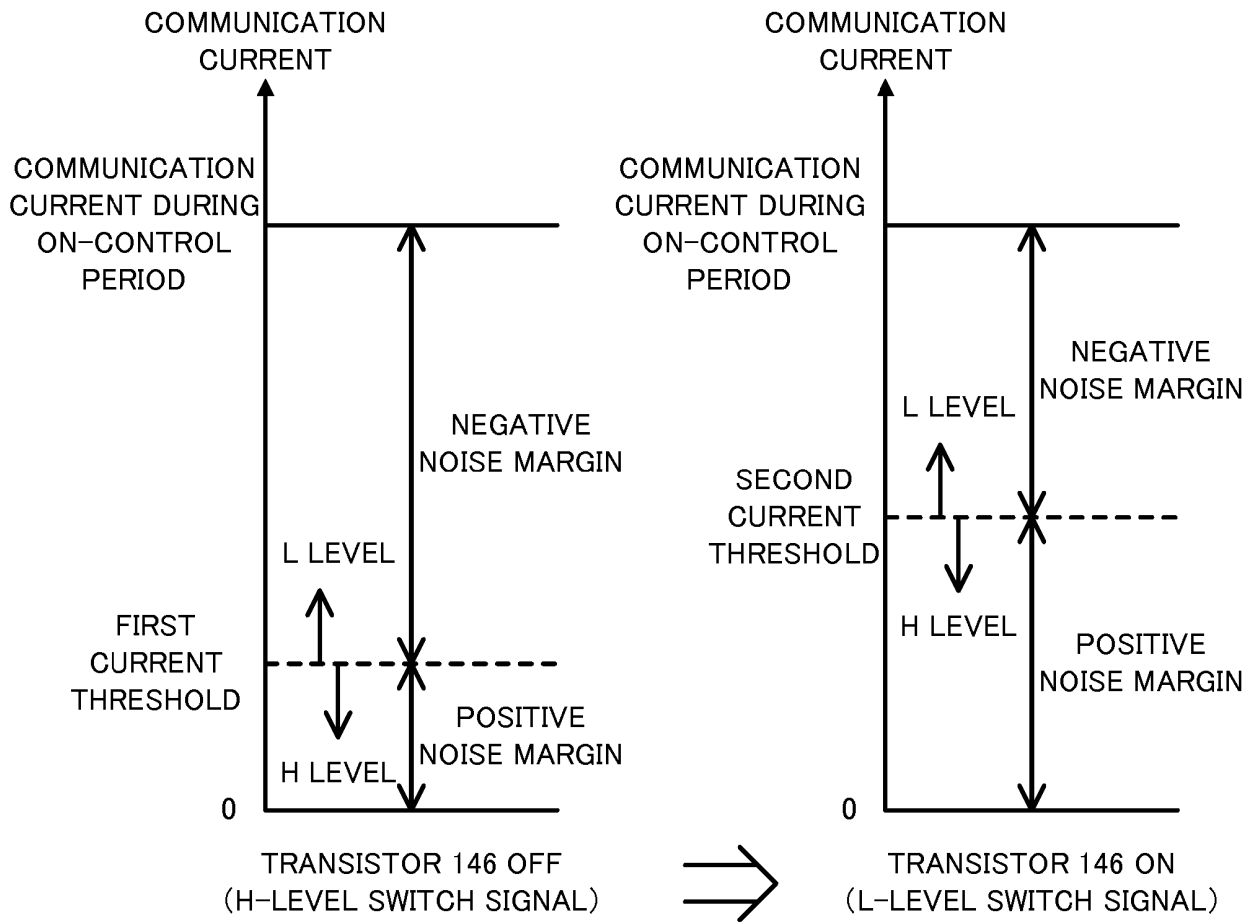 COMMUNICATION
CURRENT
COMMUNICATION
CURRENT DURING
ON-CONTROL
PERIOD
NEGATIVE
NOISE MARGIN
L LEVEL
FIRST
CURRENT
THRESHOLD
POSITIVE
NOISE MARGIN
H LEVEL
0
TRANSISTOR 146 OFF
(H-LEVEL SWITCH SIGNAL)
COMMUNICATION
CURRENT
COMMUNICATION
CURRENT DURING
ON-CONTROL
PERIOD
NEGATIVE
NOISE MARGIN
L LEVEL
SECOND
CURRENT
THRESHOLD
H LEVEL
POSITIVE
NOISE MARGIN
0
TRANSISTOR 146 ON
(L-LEVEL SWITCH SIGNAL)